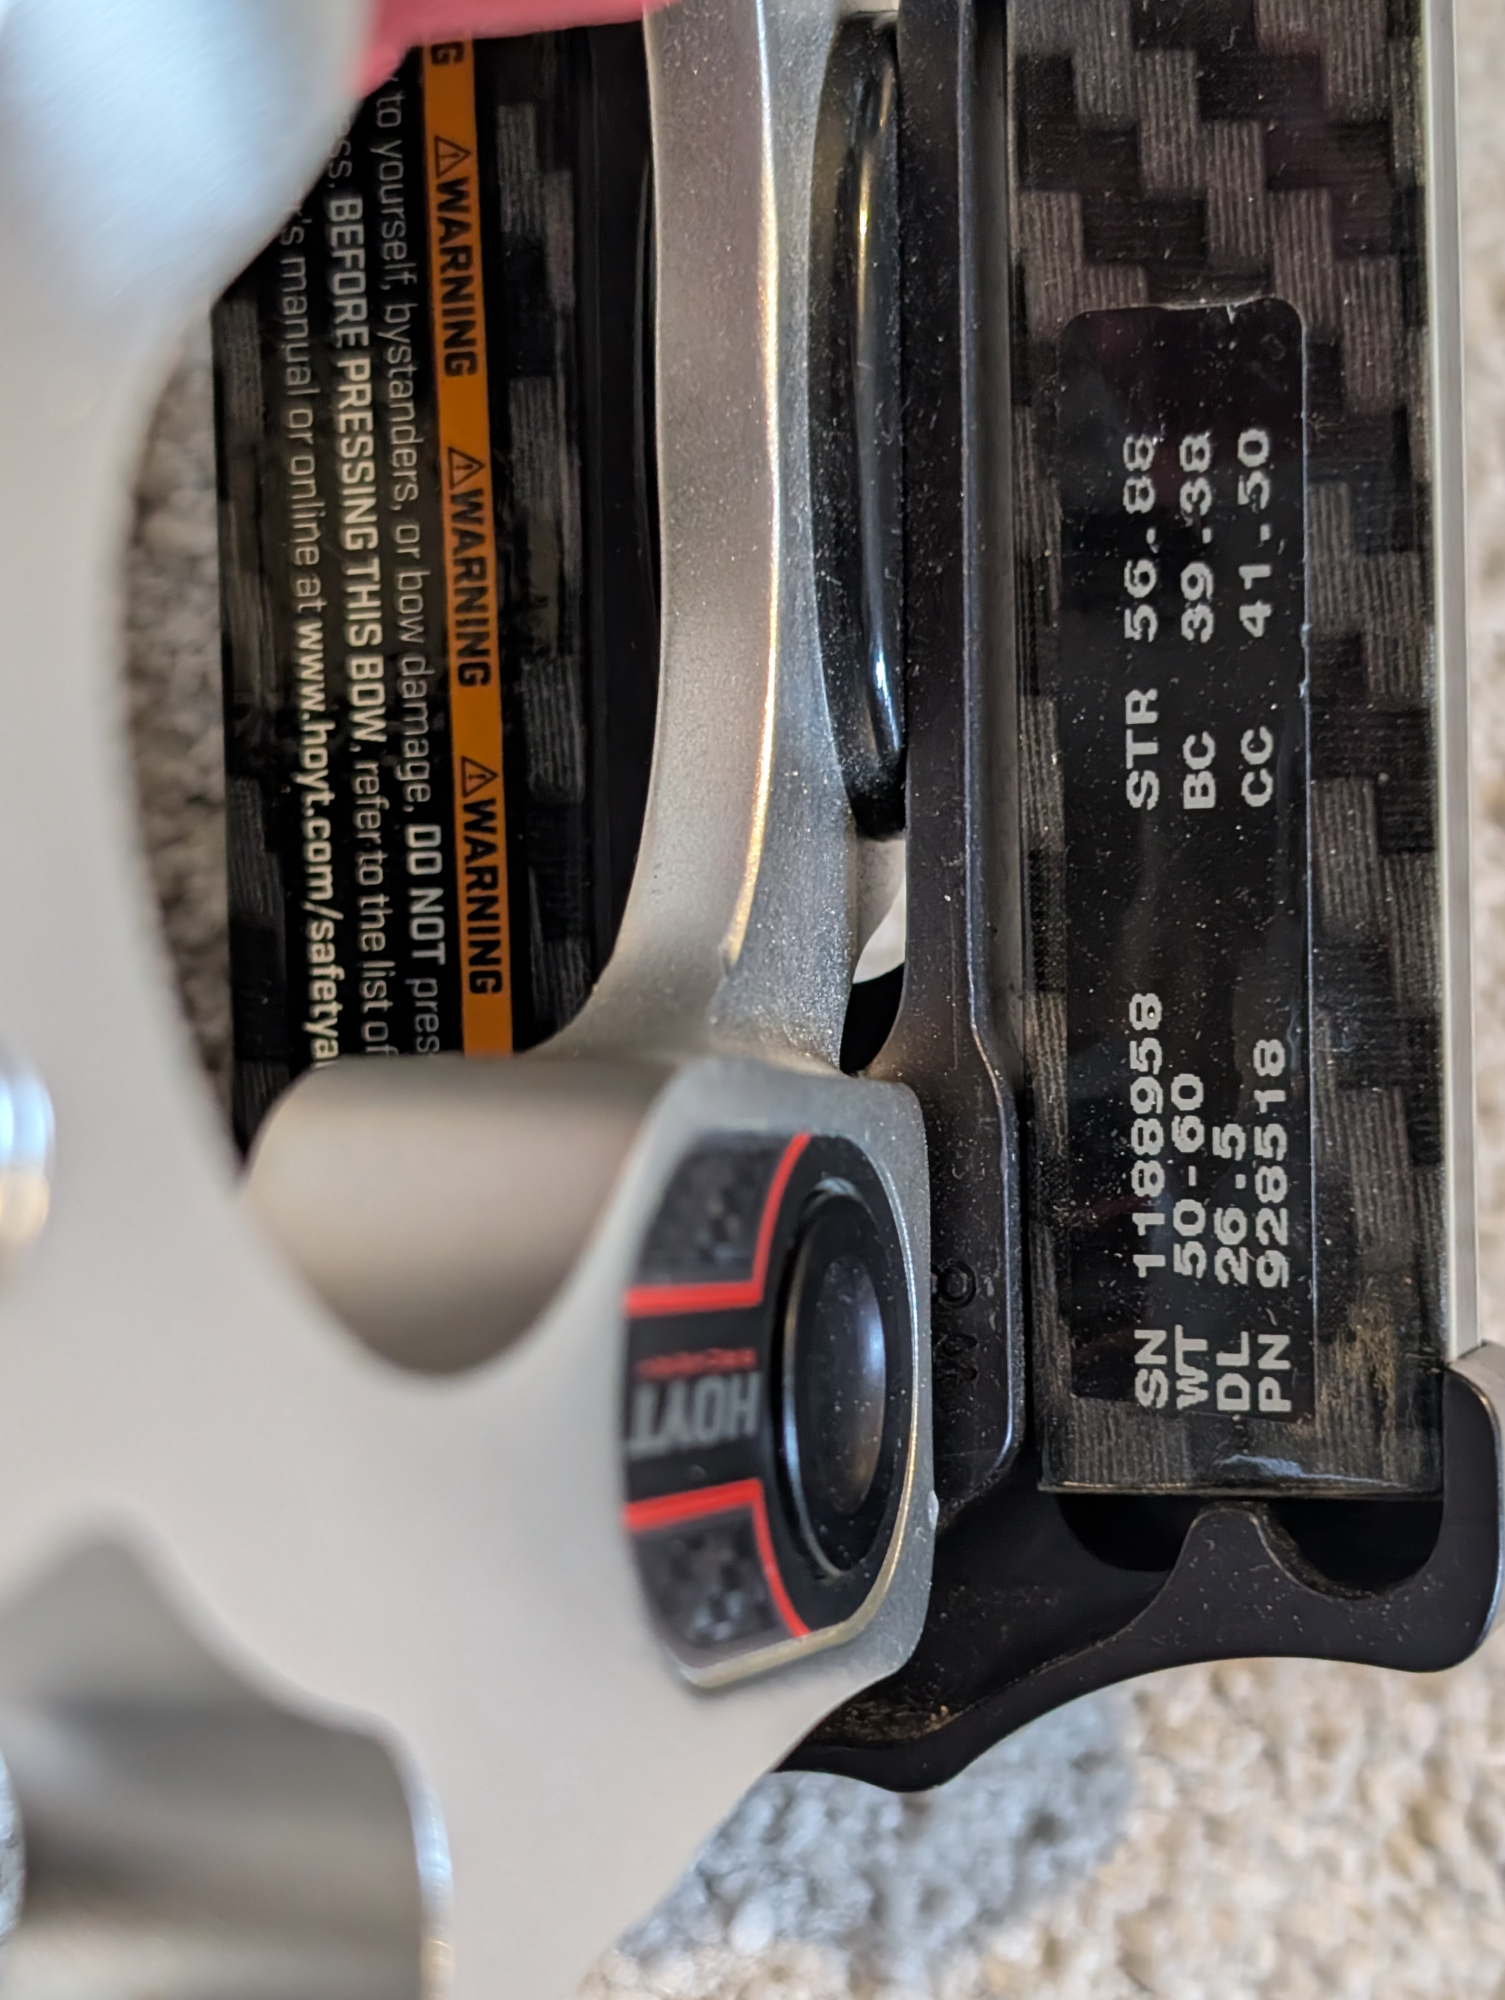 WARNING WARNING WARNING
to yourself, bystanders, or bow damage, DO NOT pres
BEFORE PRESSING THIS BOW, refer to the list of
's manual or online at www.hoyt.com/safetya
HOYT
SN 1188958 STR 56.88
WT 50-60 BC 39.38
DL 26.5 CC 41.50
PN 928518